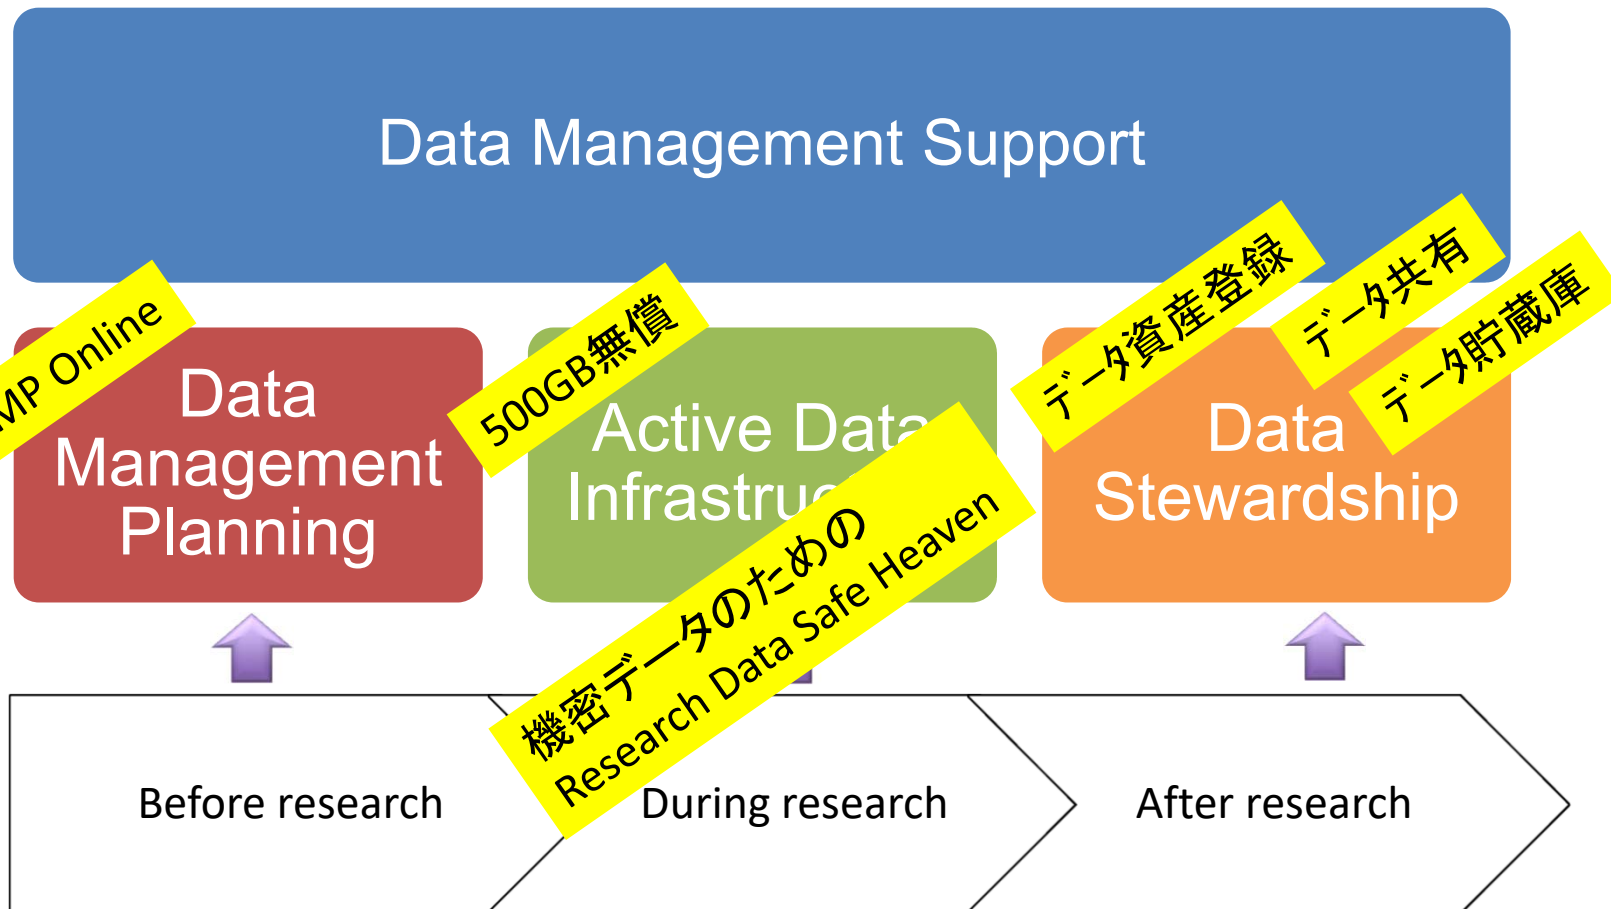 Data Management Support
MP Online
Data
Management
Planning
500GB無償
Active Data
Infrastru
機密データのための
Research Data Safe Heaven
データ資産登録
データ共有
データ貯蔵庫
Data
Stewardship
Before research
During research
After research